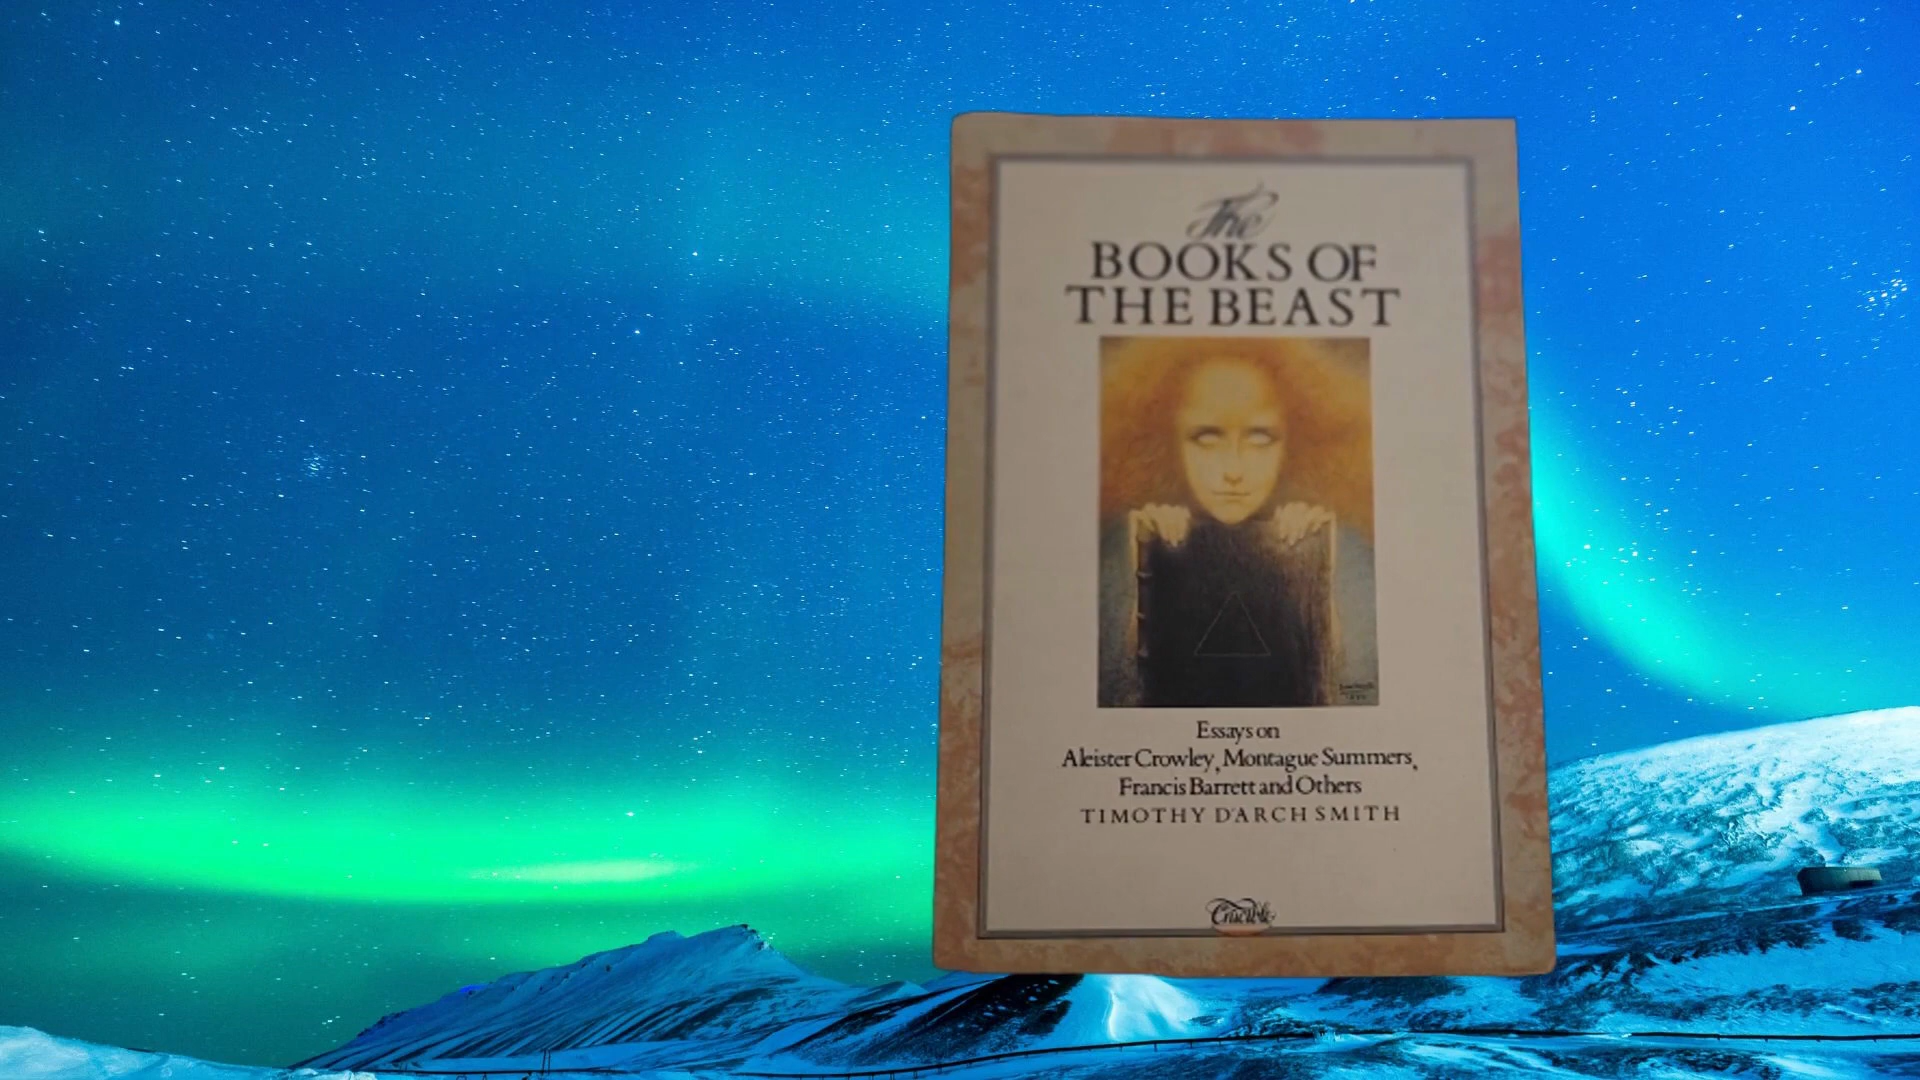 The
BOOKS OF
THE BEAST
Essays on
Aleister Crowley, Montague Summers,
Francis Barrett and Others
TIMOTHY D'ARCH SMITH
Crucible